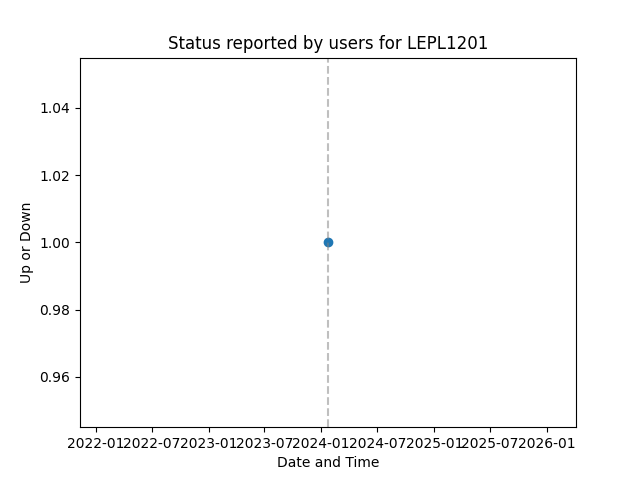 Status reported by users for LEPL1201
Up or Down
1.04
1.02
1.00
0.98
0.96
2022-01 2022-07 2023-01 2023-07 2024-01 2024-07 2025-01 2025-07 2026-01
Date and Time